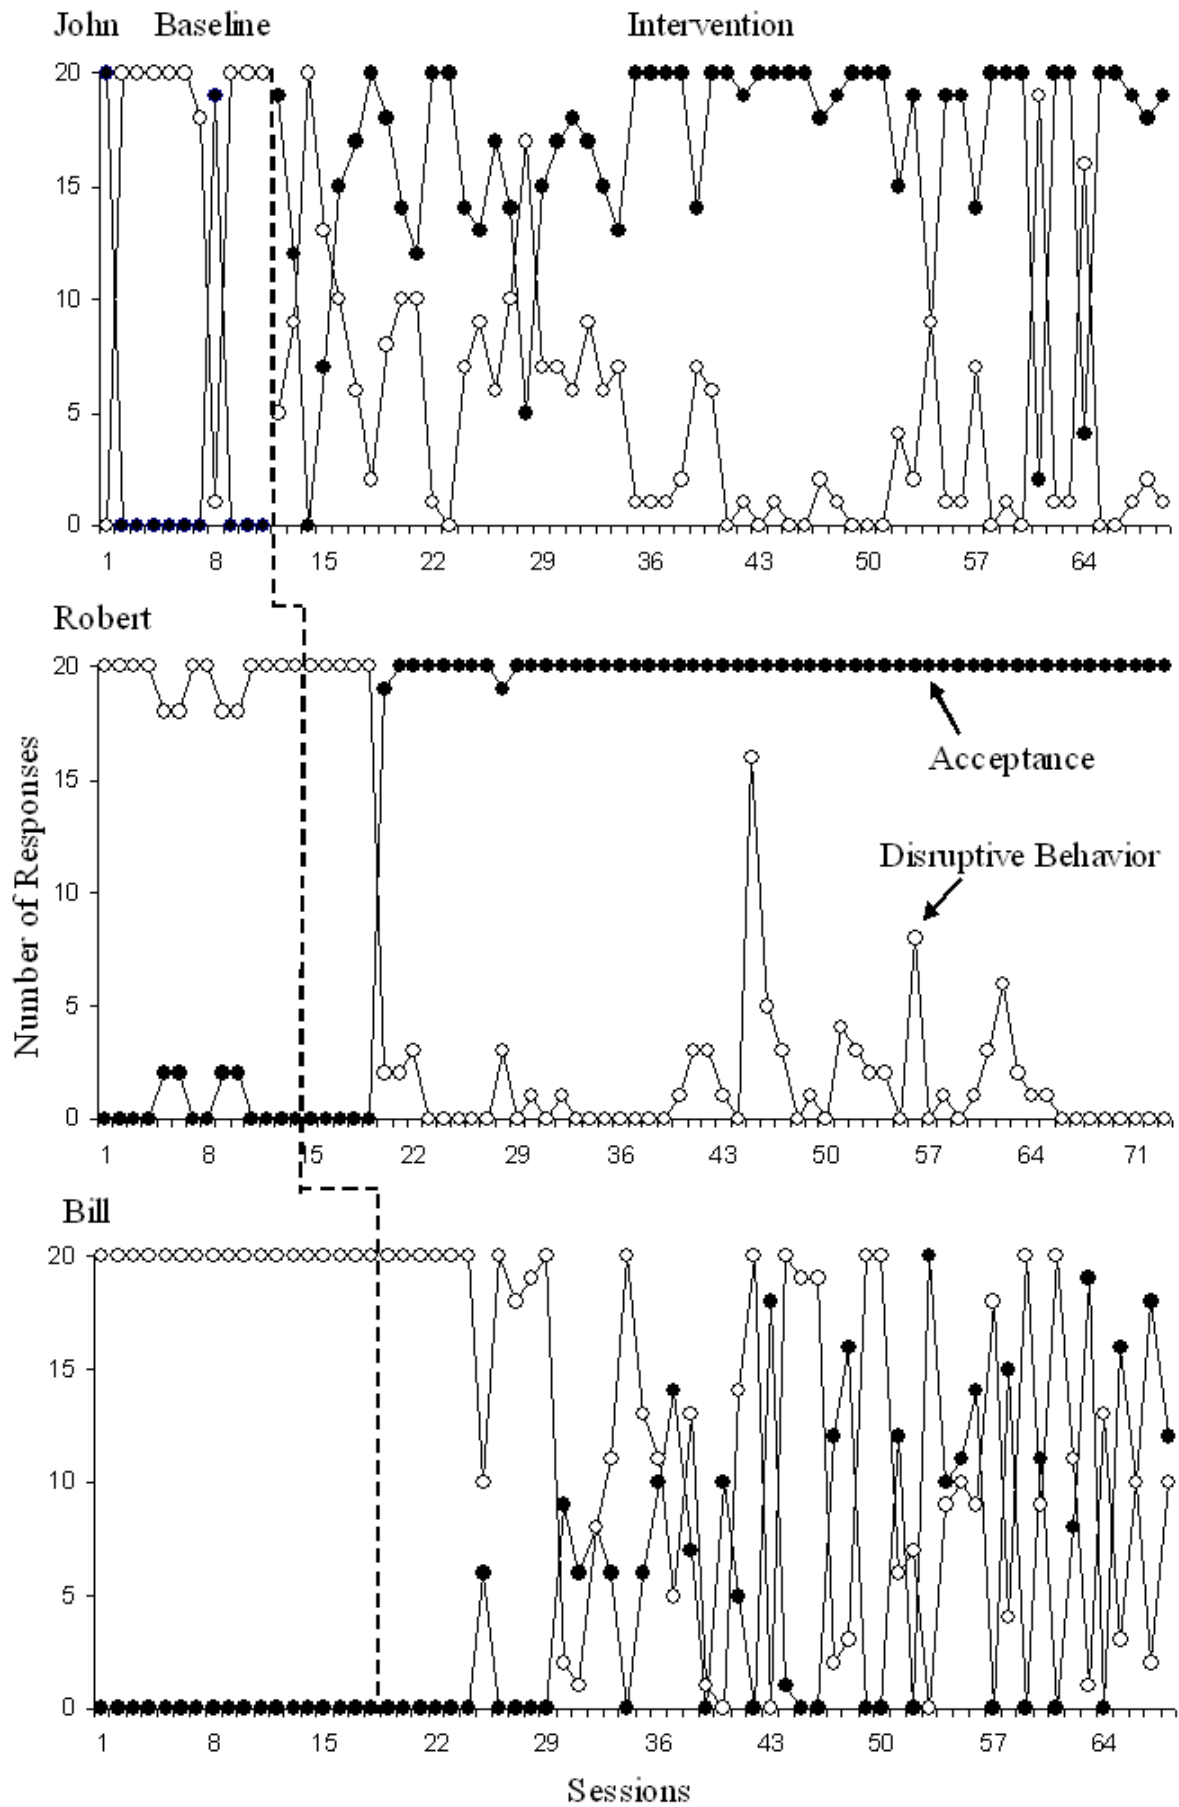 John Baseline Intervention
20
15
10
5
0
1 8 15 22 29 36 43 50 57 64
Robert
20
15
10
5
0
Acceptance
Disruptive Behavior
Number of Responses
1 8 15 22 29 36 43 50 57 64 71
Bill
20
15
10
5
0
1 8 15 22 29 36 43 50 57 64
Sessions